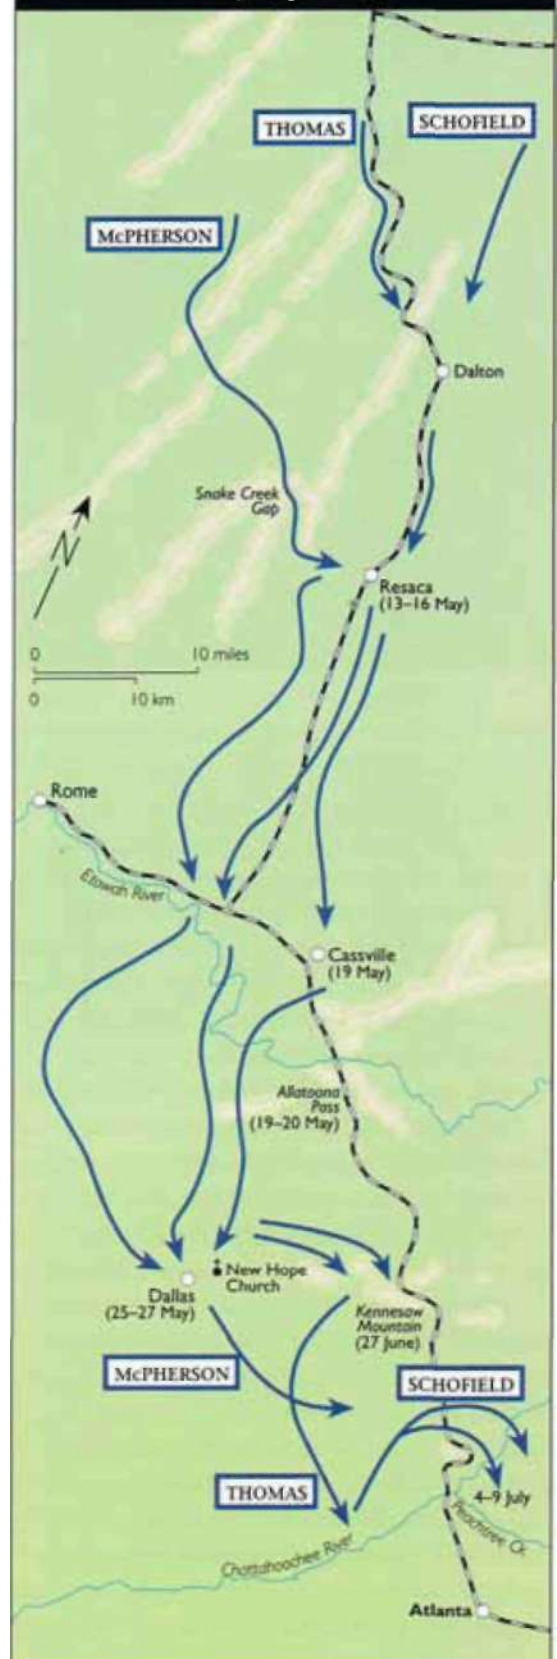 THOMAS
SCHOFIELD
McPHERSON
Dalton
Snake Creek
Gap
N
Resaca
(13–16 May)
0 10 miles
0 10 km
Rome
Etowah River
Cassville
(19 May)
Allatoona
Pass
(19–20 May)
New Hope
Church
Dallas
(25–27 May)
Kennesaw
Mountain
(27 June)
McPHERSON
SCHOFIELD
THOMAS
4–9 July
Peachtree Cr.
Chattahoochee River
Atlanta